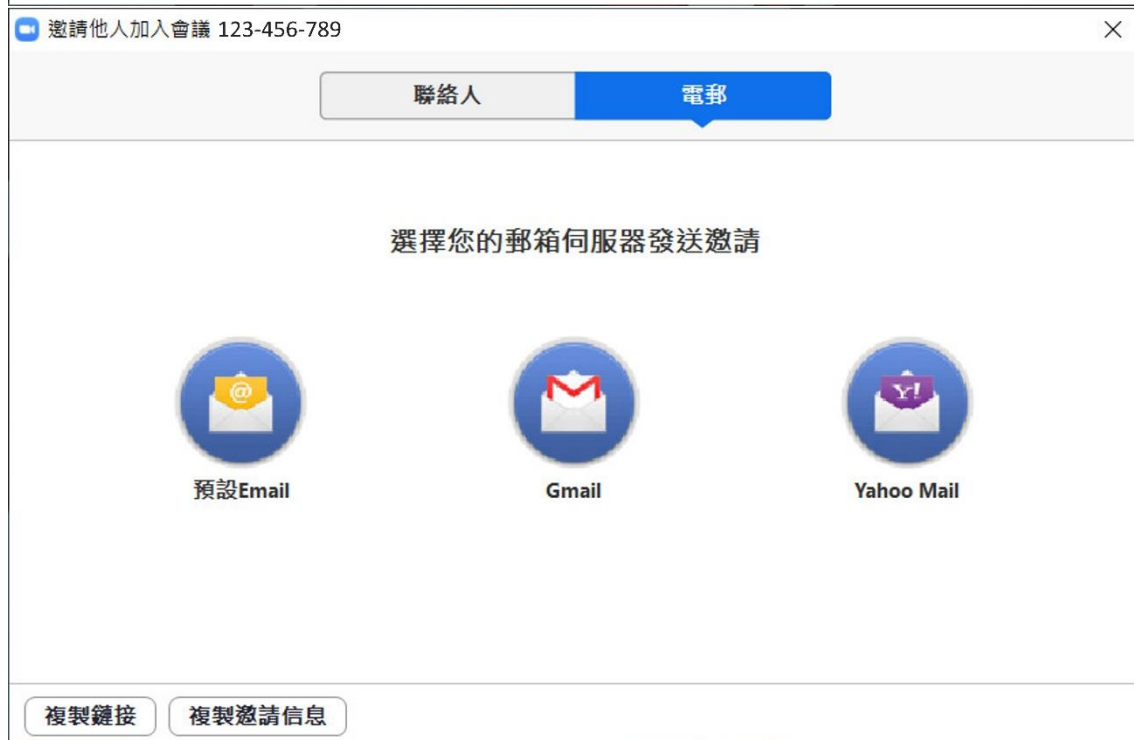 邀請他人加入會議 123-456-789
聯絡人 電郵
選擇您的郵箱伺服器發送邀請
@ Y!
預設Email Gmail Yahoo Mail
複製鏈接 複製邀請信息